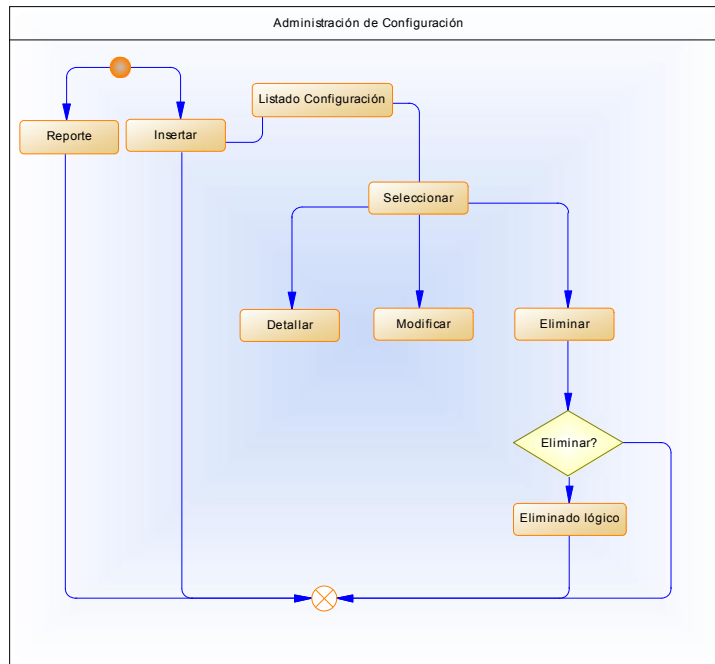 Administración de Configuración
Listado Configuración
Reporte
Insertar
Seleccionar
Detallar
Modificar
Eliminar
Eliminar?
Eliminado lógico